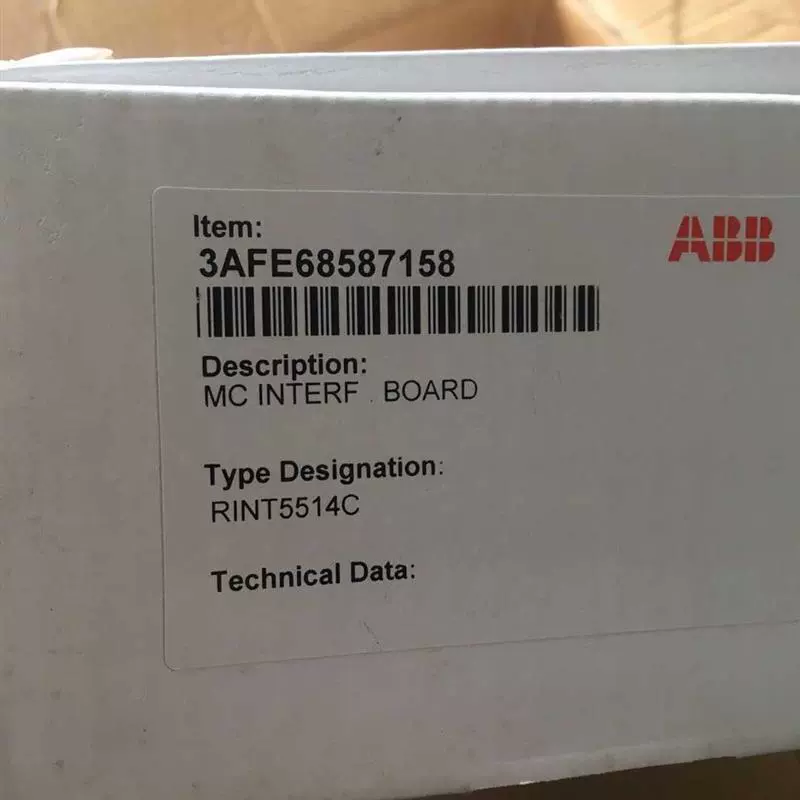 Item:
ABB
3AFE68587158
Description:
MC INTERF . BOARD
Type Designation:
RINT5514C
Technical Data: